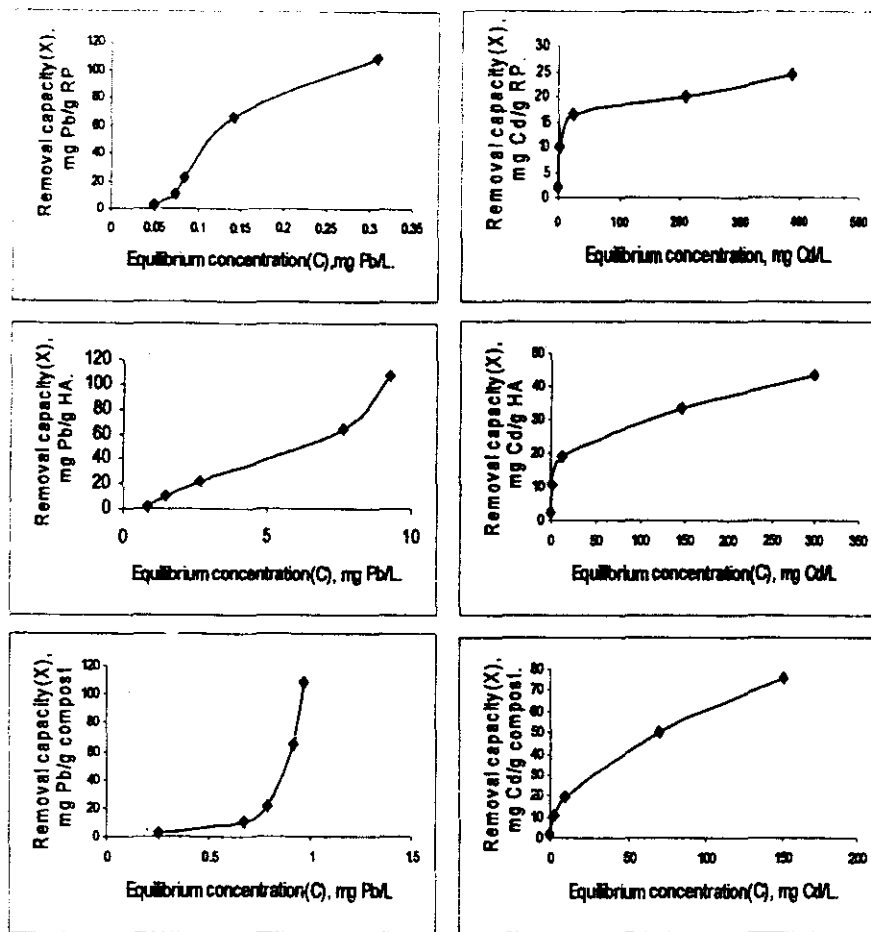 Removal capacity(X),
mg Pb/g RP.
120
100
80
60
40
20
0
0 0.05 0.1 0.15 0.2 0.25 0.3 0.35
Equilibrium concentration(C),mg Pb/L.
Removal capacity(X),
mg Cd/g RP.
30
25
20
15
10
5
0
0 100 200 300 400 500
Equilibrium concentration, mg Cd/L.
Removal capacity(X),
mg Pb/g HA.
120
100
80
60
40
20
0
0 5 10
Equilibrium concentration(C), mg Pb/L.
Removal capacity(X),
mg Cd/g HA
50
40
30
20
10
0
0 50 100 150 200 250 300 350
Equilibrium concentration(C), mg Cd/L
Removal capacity(X),
mg Pb/g compost
120
100
80
60
40
20
0
0.5 1 1.5
Equilibrium concentration(C), mg Pb/L
Removal capacity(X),
mg Cd/g compost.
80
70
60
50
40
30
20
10
0
0 50 100 150 200
Equilibrium concentration(C), mg Cd/L.